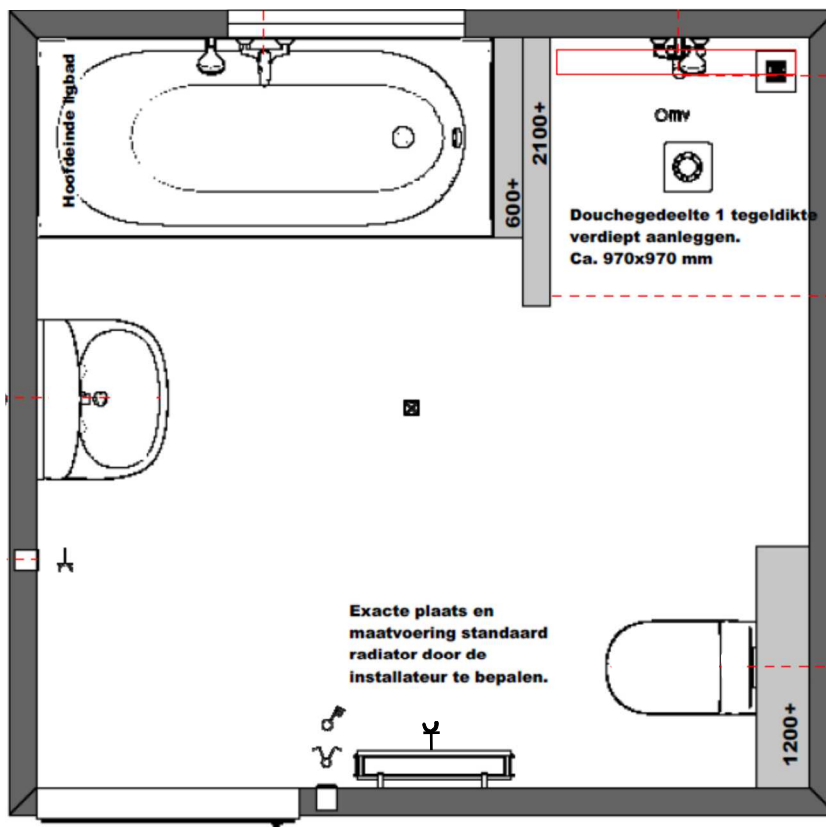 Hoofdeinde ligbad
600+
2100+
Omv
Douchegedeelte 1 tegeldikte
verdiept aanleggen.
Ca. 970x970 mm
Exacte plaats en
maatvoering standaard
radiator door de
installateur te bepalen.
1200+